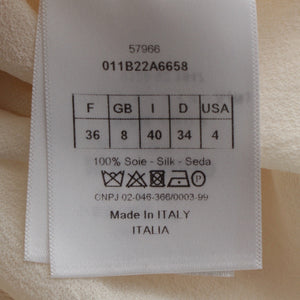 57966
011B22A6658
F GB I D USA
36 8 40 34 4
100% Soie - Silk - Seda
CNPJ 02-046-366/0003-99
Made In ITALY
ITALIA